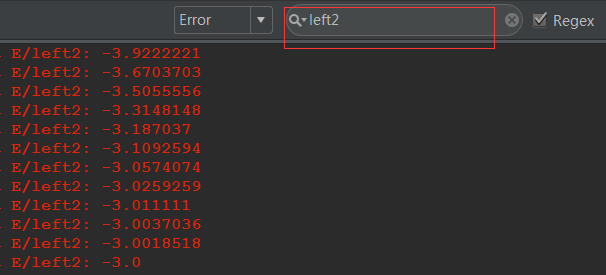 Error left2 Regex
E/left2: -3.9222221
E/left2: -3.6703703
E/left2: -3.5055556
E/left2: -3.3148148
E/left2: -3.187037
E/left2: -3.1092594
E/left2: -3.0574074
E/left2: -3.0259259
E/left2: -3.011111
E/left2: -3.0037036
E/left2: -3.0018518
E/left2: -3.0